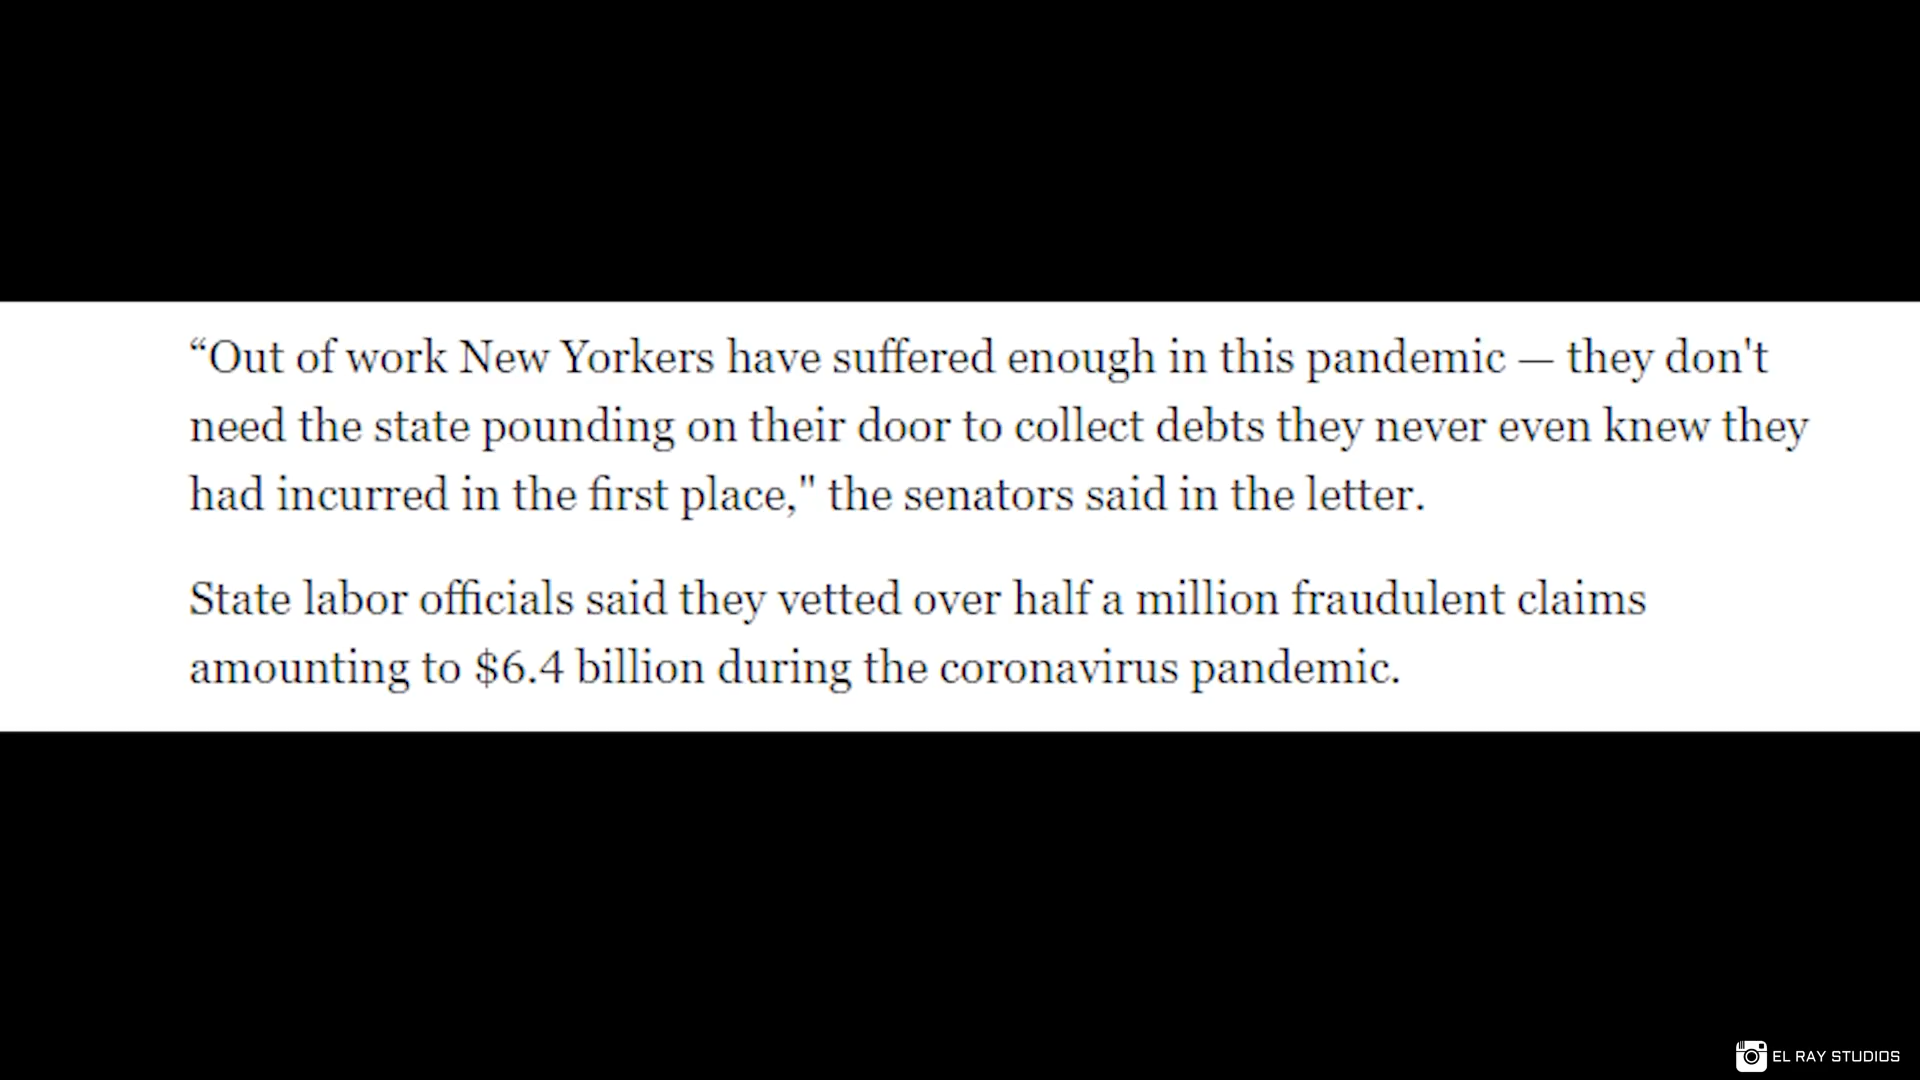 “Out of work New Yorkers have suffered enough in this pandemic — they don't
need the state pounding on their door to collect debts they never even knew they
had incurred in the first place," the senators said in the letter.
State labor officials said they vetted over half a million fraudulent claims
amounting to $6.4 billion during the coronavirus pandemic.
EL RAY STUDIOS